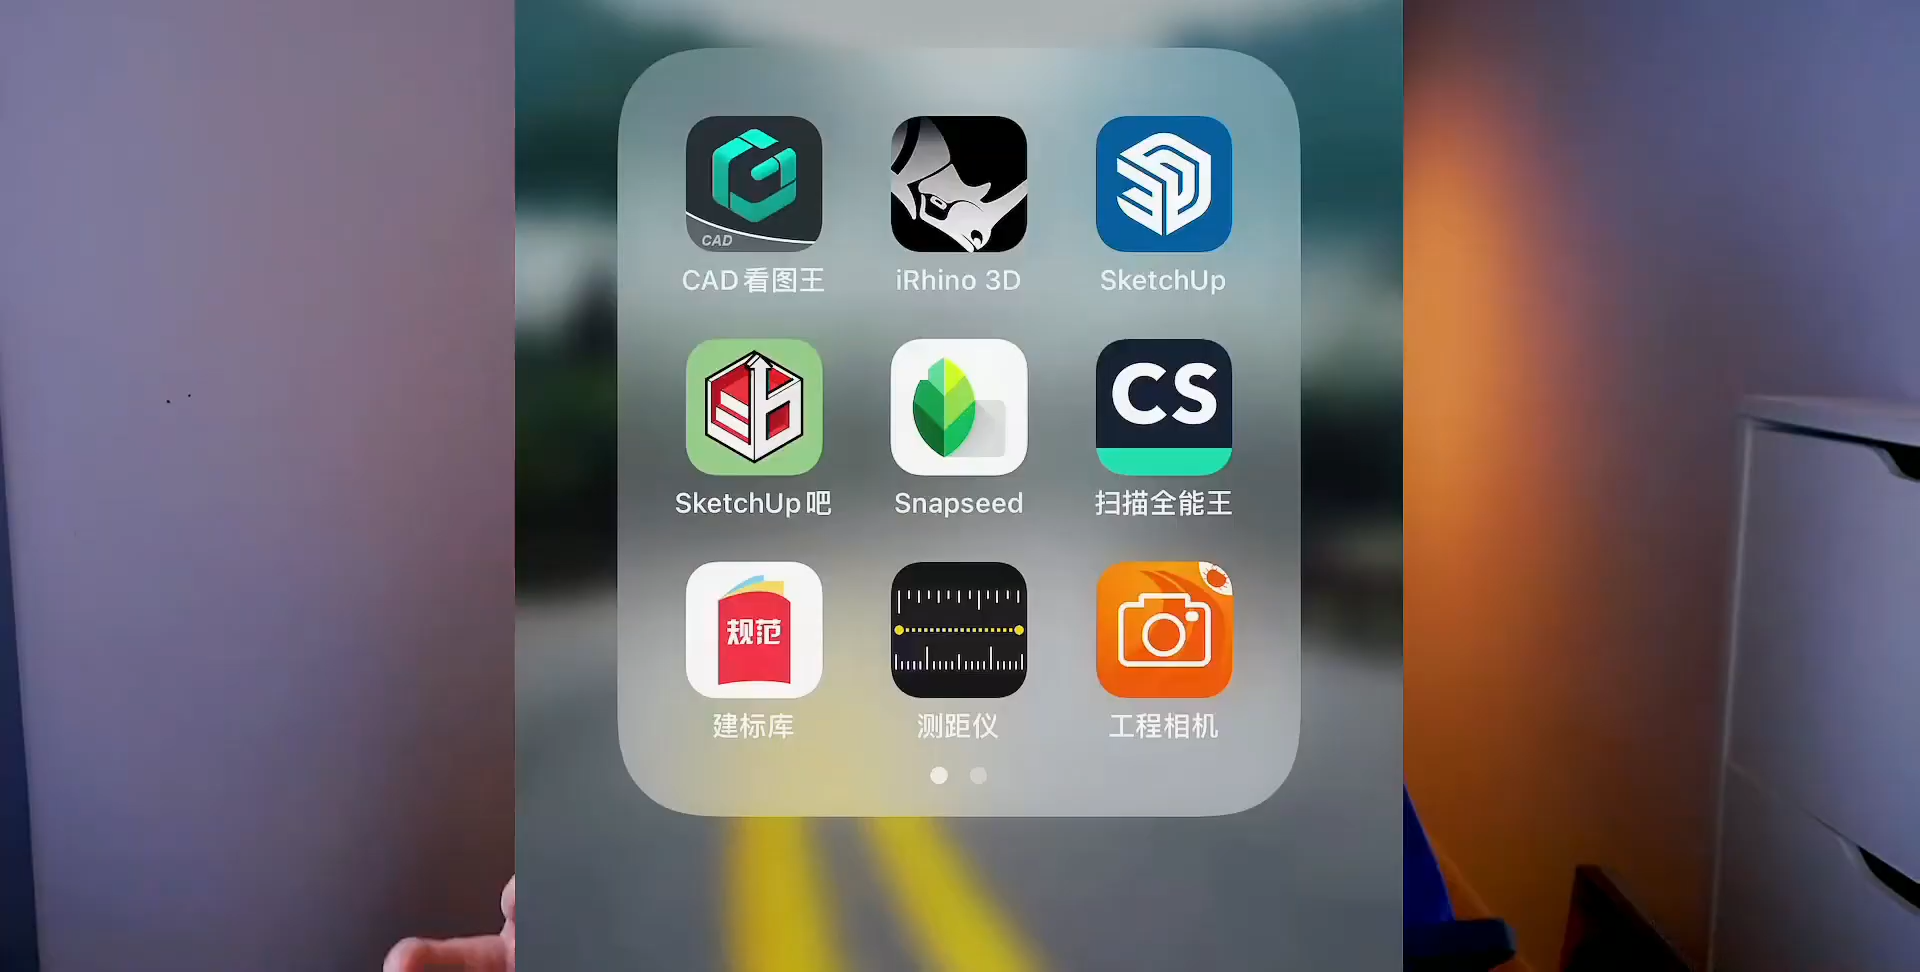 CAD
CAD看图王
iRhino 3D
SketchUp
SketchUp吧
Snapseed
CS
扫描全能王
规范
建标库
测距仪
工程相机